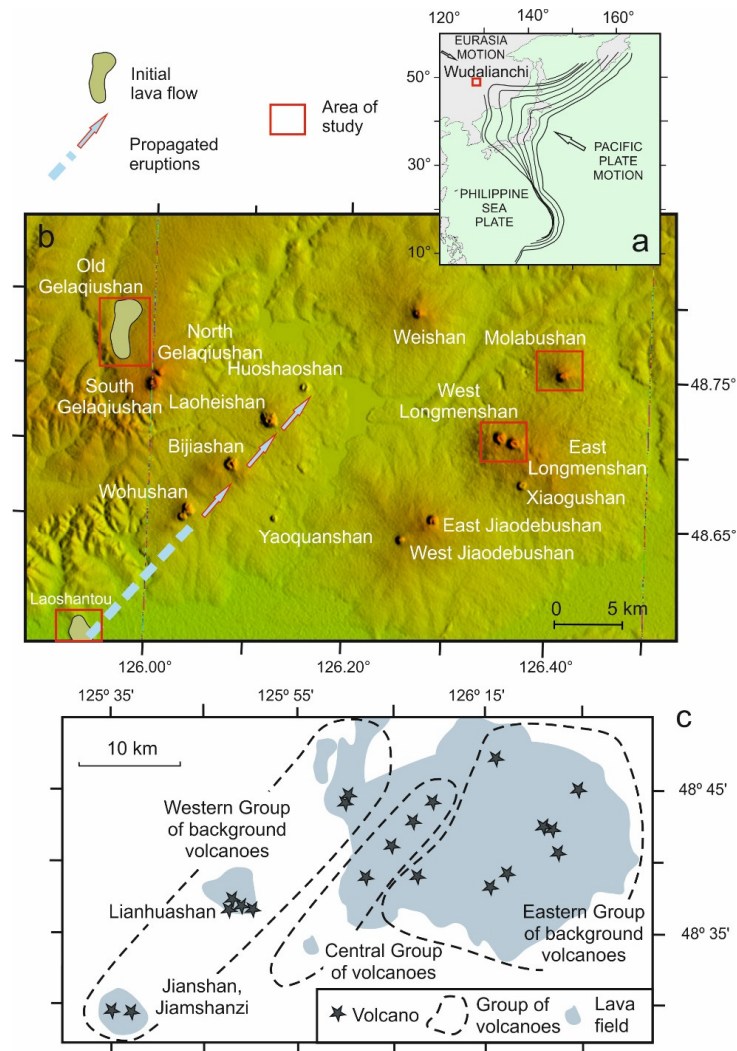 Initial
lava flow
Propagated
eruptions
Area of
study
120° 140° 160°
EURASIA
MOTION
Wudalianchi
50°
30°
10°
PACIFIC
PLATE
MOTION
PHILIPPINE
SEA
PLATE
a
b
Old
Gelaqiushan
North
Gelaqiushan
Huoshaoshan
South
Gelaqiushan
Laoheishan
Bijiashan
Wohushan
Laoshantou
Yaoquanshan
Weishan
Molabushan
West
Longmenshan
East
Longmenshan
Xiaogushan
East Jiaodebushan
West Jiaodebushan
48.75°
48.65°
0 5 km
126.00° 126.20° 126.40°
125° 35' 125° 55' 126° 15'
c
10 km
Western Group
of background
volcanoes
48° 45'
Lianhuashan
Eastern Group
of background
volcanoes
48° 35'
Central Group
of volcanoes
Jianshan,
Jiamshanzi
Volcano
Group of
volcanoes
Lava
field